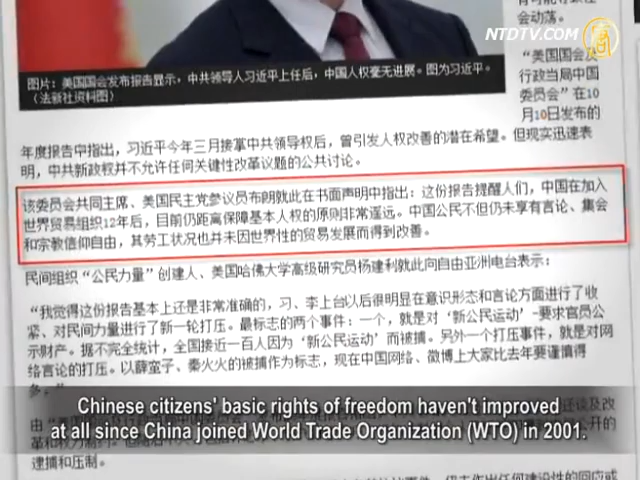 有可能导致社
会动荡。
NTDTV.COM
“美国国会及
行政当局中国
委员会”在10
月10日发布的
图片：美国国会发布报告显示，中共领导人习近平上任后，中国人权毫无进展。图为习近平。
（法新社资料图）
年度报告中指出，习近平今年三月接掌中共领导权后，曾引发人权改善的潜在希望。但现实迅速表
明，中共新政权并不允许任何关键性改革议题的公共讨论。
该委员会共同主席、美国民主党参议员布朗就此在书面声明中指出：这份报告提醒人们，中国在加入
世界贸易组织12年后，目前仍距离保障基本人权的原则非常遥远。中国公民不但仍未享有言论、集会
和宗教信仰自由，其劳工状况也并未因世界性的贸易发展而得到改善。
民间组织“公民力量”创建人、美国哈佛大学高级研究员杨建利就此向自由亚洲电台表示：
“我觉得这份报告基本上还是非常准确的，习、李上台以后很明显在意识形态和言论方面进行了收
紧、对民间力量进行了新一轮打压。最标志的两个事件：一个，就是对‘新公民运动’-要求官员公
示财产。据不完全统计，全国接近一百人因为‘新公民运动’而被捕。另外一个打压事件，就是对网
络言论的打压。以薛蛮子、秦火火的被捕作为标志，现在中国网络、微博上大家比去年要谨慎得
多。”
Chinese citizens' basic rights of freedom haven't improved
at all since China joined World Trade Organization (WTO) in 2001.
逮捕和压制。